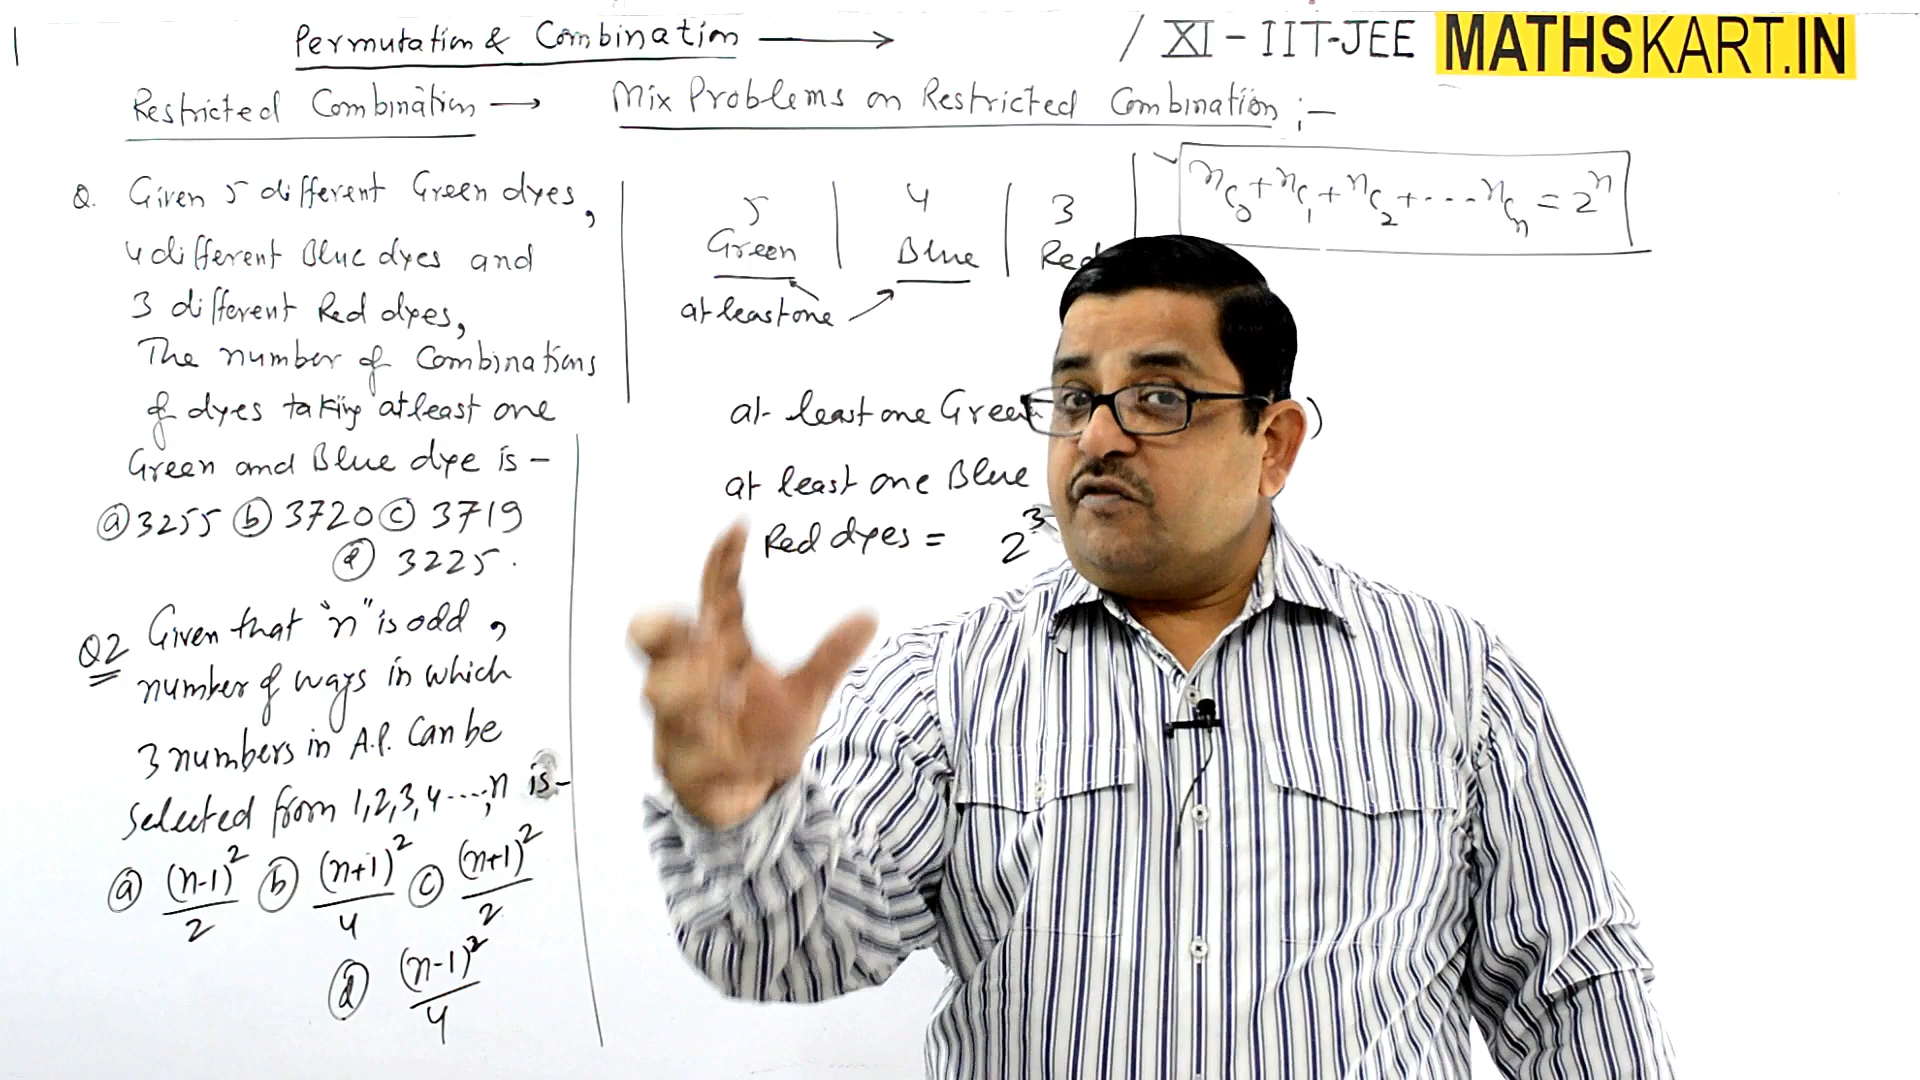 Permutation & Combination → / XI - IIT-JEE MATHSKART.IN
Restricted Combination → Mix Problems on Restricted Combination ;-
Q. Given 5 different Green dyes,
4 different Blue dyes and
3 different Red dyes,
The number of Combinations
of dyes taking atleast one
Green and Blue dye is -
ⓐ 3255 ⓑ 3720 ⓒ 3719
ⓓ 3225.
Q2 Given that "n" is odd,
number of ways in which
3 numbers in A.P. Can be
selected from 1,2,3,4----,n is-
ⓐ (n-1)²/2 ⓑ (n+1)²/4 ⓒ (n+1)²/2
ⓓ (n-1)²/4
5 | 4 | 3 |
Green | Blue | Red
at least one
ⁿC₀ + ⁿC₁ + ⁿC₂ + ---- ⁿCₙ = 2ⁿ
at least one Green )
at least one Blue
Red dyes = 2³